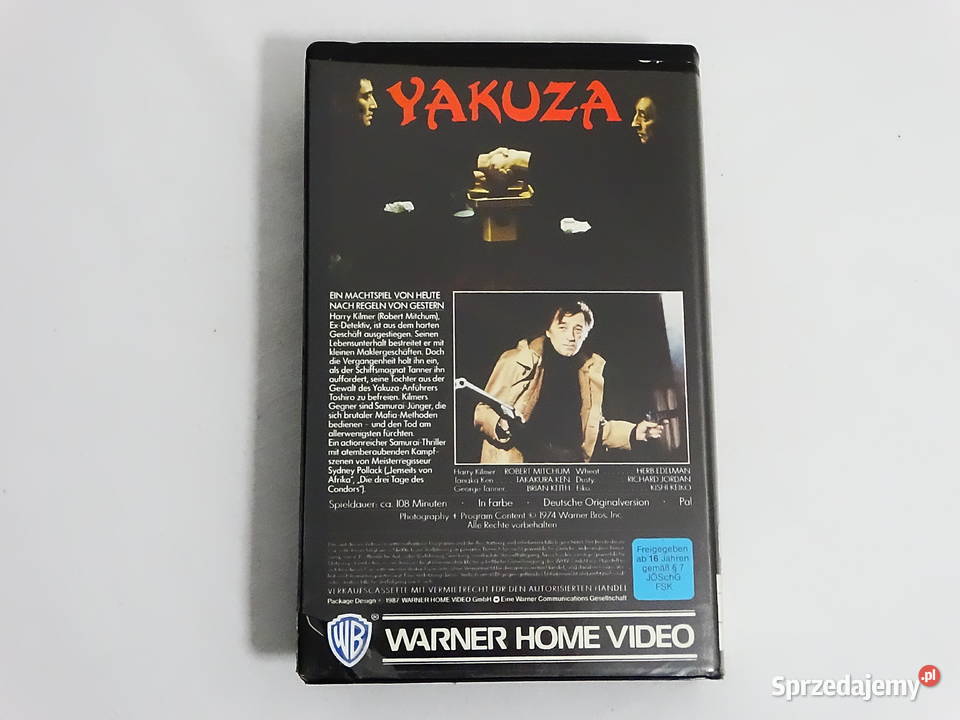 YAKUZA
EIN MACHTSPIEL VON HEUTE
NACH REGELN VON GESTERN
Harry Kilmer (Robert Mitchum),
Ex-Detektiv, ist aus dem harten
Geschäft ausgestiegen. Seinen
Lebensunterhalt bestreitet er mit
kleinen Maklergeschäften. Doch
die Vergangenheit holt ihn ein,
als der Schiffsmagnat Tanner ihn
auffordert, seine Tochter aus der
Gewalt des Yakuza-Anführers
Toshiro zu befreien. Kilmers
Gegner sind Samurai-Jünger, die
sich brutaler Mafia-Methoden
bedienen – und den Tod am
allerwenigsten fürchten.
Ein actionreicher Samurai-Thriller
mit atemberaubenden Kampf-
szenen von Meisterregisseur
Sydney Pollack („Jenseits von
Afrika“, „Die drei Tage des
Condors“).
Harry Kilmer ROBERT MITCHUM Wheat HERB EDELMAN
Tanaka Ken TAKAKURA KEN Dusty RICHARD JORDAN
George Tanner BRIAN KEITH Eiko KISHI KEIKO
Spieldauer: ca. 108 Minuten · In Farbe · Deutsche Originalversion · Pal
Photography + Program Content © 1974 Warner Bros. Inc.
Alle Rechte vorbehalten
VERKAUFSCASSETTE MIT VERMIETRECHT FÜR DEN AUTORISIERTEN HANDEL
Package Design © 1987 WARNER HOME VIDEO GmbH Eine Warner Communications Gesellschaft
Freigegeben
ab 16 Jahren
gemäß § 7
JÖSchG
FSK
WB ® WARNER HOME VIDEO
Sprzedajemy.pl